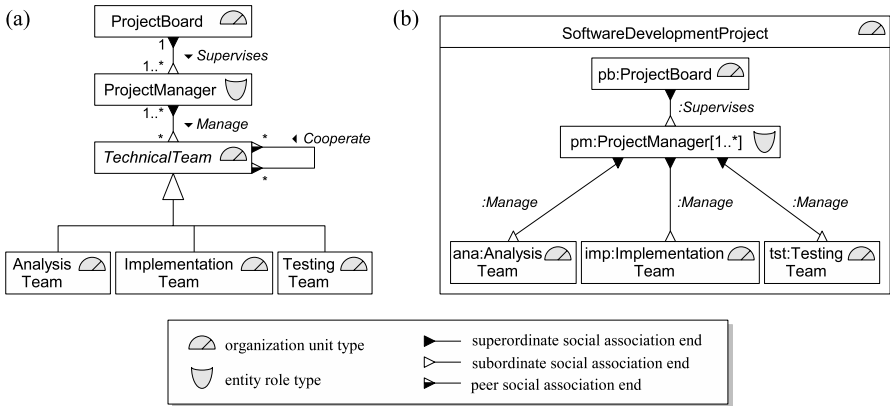 (a)
ProjectBoard
1
Supervises
1..*
ProjectManager
1..*
Manage
*
*
Cooperate
TechnicalTeam
*
Analysis
Team
Implementation
Team
Testing
Team
(b)
SoftwareDevelopmentProject
pb:ProjectBoard
:Supervises
pm:ProjectManager[1..*]
:Manage
:Manage
:Manage
ana:Analysis
Team
imp:Implementation
Team
tst:Testing
Team
organization unit type
entity role type
superordinate social association end
subordinate social association end
peer social association end